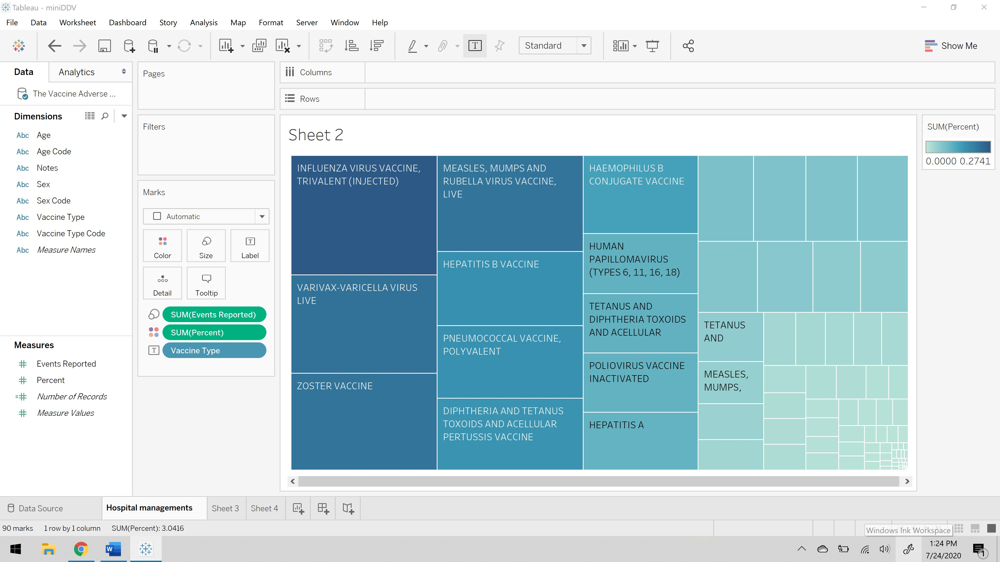 Tableau - miniDDV
File Data Worksheet Dashboard Story Analysis Map Format Server Window Help
Standard
Show Me
Data Analytics
The Vaccine Adverse ...
Dimensions
Abc Age
Abc Age Code
Abc Notes
Abc Sex
Abc Sex Code
Abc Vaccine Type
Abc Vaccine Type Code
Abc Measure Names
Measures
# Events Reported
# Percent
=# Number of Records
# Measure Values
Pages
Filters
Marks
Automatic
Color Size T Label
Detail Tooltip
SUM(Events Reported)
SUM(Percent)
T Vaccine Type
Columns
Rows
Sheet 2
INFLUENZA VIRUS VACCINE,
TRIVALENT (INJECTED)
VARIVAX-VARICELLA VIRUS
LIVE
ZOSTER VACCINE
MEASLES, MUMPS AND
RUBELLA VIRUS VACCINE,
LIVE
HEPATITIS B VACCINE
PNEUMOCOCCAL VACCINE,
POLYVALENT
DIPHTHERIA AND TETANUS
TOXOIDS AND ACELLULAR
PERTUSSIS VACCINE
HAEMOPHILUS B
CONJUGATE VACCINE
HUMAN
PAPILLOMAVIRUS
(TYPES 6, 11, 16, 18)
TETANUS AND
DIPHTHERIA TOXOIDS
AND ACELLULAR
POLIOVIRUS VACCINE
INACTIVATED
HEPATITIS A
TETANUS
AND
MEASLES,
MUMPS,
SUM(Percent)
0.0000 0.2741
Data Source Hospital managements Sheet 3 Sheet 4
90 marks 1 row by 1 column SUM(Percent): 3.0416
Windows Ink Workspace
W
1:24 PM
7/24/2020
1